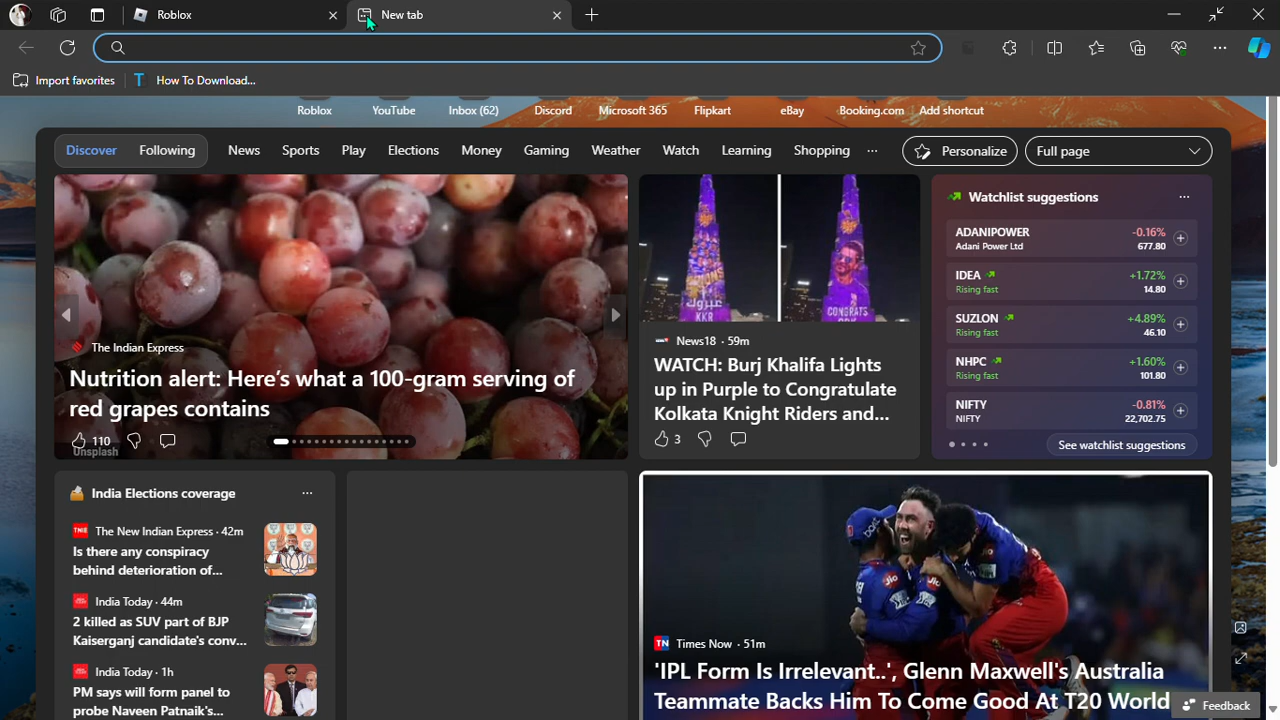 Roblox
New tab
Import favorites
T How To Download...
Roblox
YouTube
Inbox (62)
Discord
Microsoft 365
Flipkart
eBay
Booking.com
Add shortcut
Discover
Following
News
Sports
Play
Elections
Money
Gaming
Weather
Watch
Learning
Shopping
...
Personalize
Full page
The Indian Express
Nutrition alert: Here's what a 100-gram serving of
red grapes contains
110
Unsplash
KKR
CONGRATS
News18 · 59m
WATCH: Burj Khalifa Lights
up in Purple to Congratulate
Kolkata Knight Riders and...
3
Watchlist suggestions
...
ADANIPOWER -0.16%
Adani Power Ltd 677.80
IDEA +1.72%
Rising fast 14.80
SUZLON +4.89%
Rising fast 46.10
NHPC +1.60%
Rising fast 101.80
NIFTY -0.81%
NIFTY 22,702.75
See watchlist suggestions
India Elections coverage
...
TNIE The New Indian Express · 42m
Is there any conspiracy
behind deterioration of...
India Today · 44m
2 killed as SUV part of BJP
Kaiserganj candidate's conv...
India Today · 1h
PM says will form panel to
probe Naveen Patnaik's...
Jio
Jio
TN Times Now · 51m
'IPL Form Is Irrelevant..', Glenn Maxwell's Australia
Teammate Backs Him To Come Good At T20 World
Feedback